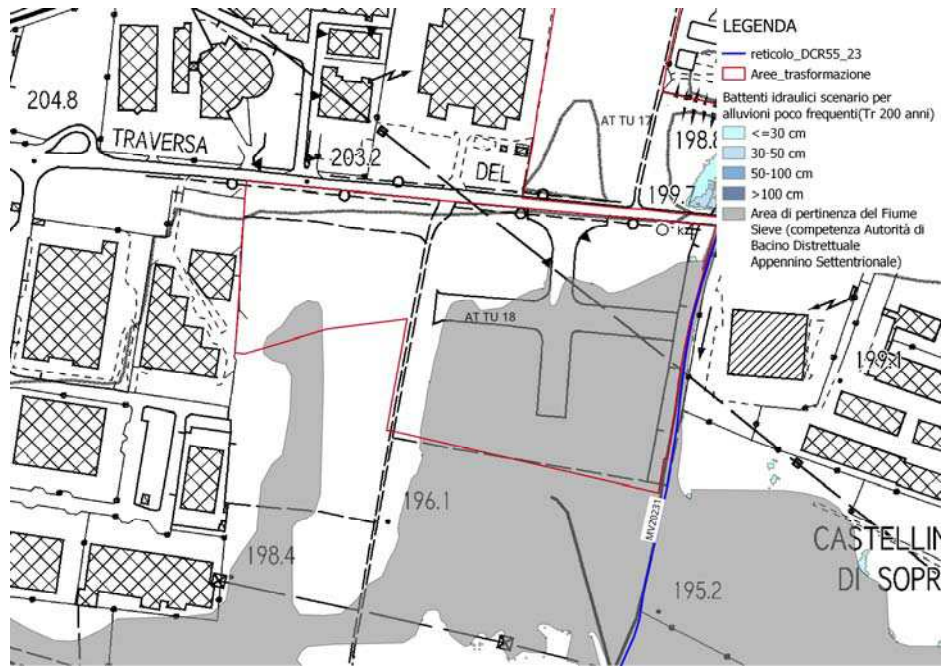 LEGENDA
reticolo_DCR55_23
Aree_trasformazione
Battenti idraulici scenario per
alluvioni poco frequenti(Tr 200 anni)
<=30 cm
30-50 cm
50-100 cm
>100 cm
Area di pertinenza del Fiume
Sieve (competenza Autorità di
Bacino Distrettuale
Appennino Settentrionale)
204.8
TRAVERSA
203.2
DEL
AT TU 17
198.8
199.7
AT TU 18
199.1
196.1
MV20231
198.4
195.2
CASTELLIN
DI SOPR